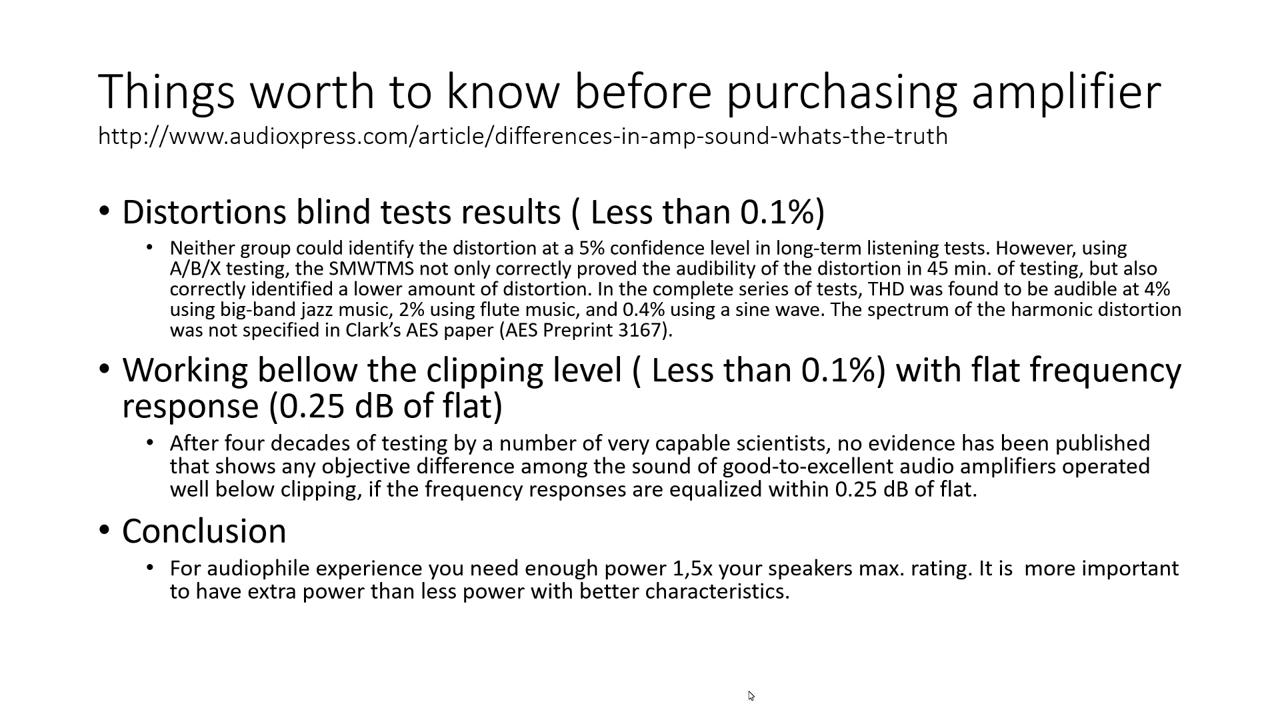 Things worth to know before purchasing amplifier
http://www.audioxpress.com/article/differences-in-amp-sound-whats-the-truth
• Distortions blind tests results ( Less than 0.1%)
• Neither group could identify the distortion at a 5% confidence level in long-term listening tests. However, using
A/B/X testing, the SMWTMS not only correctly proved the audibility of the distortion in 45 min. of testing, but also
correctly identified a lower amount of distortion. In the complete series of tests, THD was found to be audible at 4%
using big-band jazz music, 2% using flute music, and 0.4% using a sine wave. The spectrum of the harmonic distortion
was not specified in Clark’s AES paper (AES Preprint 3167).
• Working bellow the clipping level ( Less than 0.1%) with flat frequency
response (0.25 dB of flat)
• After four decades of testing by a number of very capable scientists, no evidence has been published
that shows any objective difference among the sound of good-to-excellent audio amplifiers operated
well below clipping, if the frequency responses are equalized within 0.25 dB of flat.
• Conclusion
• For audiophile experience you need enough power 1,5x your speakers max. rating. It is  more important
to have extra power than less power with better characteristics.